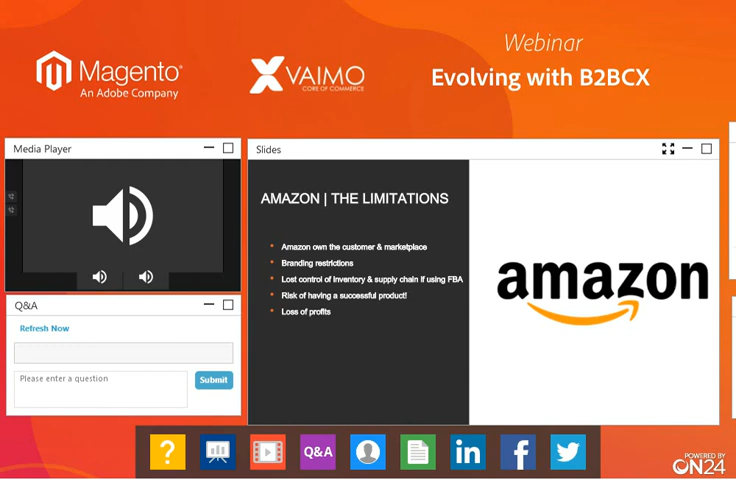 Webinar
Magento®
An Adobe Company
VAIMO
CORE OF COMMERCE
Evolving with B2BCX
Media Player
Slides
AMAZON | THE LIMITATIONS
Amazon own the customer & marketplace
Branding restrictions
Lost control of inventory & supply chain if using FBA
Risk of having a successful product!
Loss of profits
amazon
Q&A
Refresh Now
Please enter a question
Submit
?
Q&A
in
f
POWERED BY
ON24